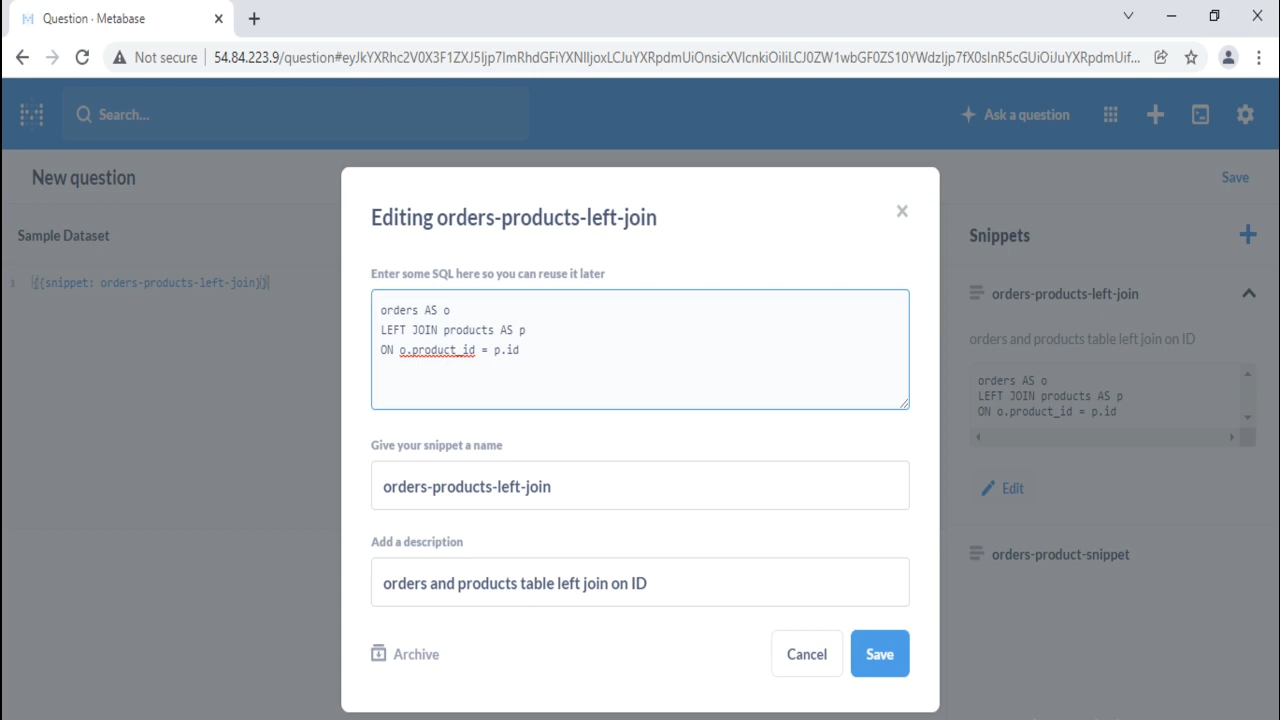 Question · Metabase
Not secure
54.84.223.9/question#eyJkYXRhc2V0X3F1ZXJ5Ijp7ImRhdGFiYXNlIjoxLCJuYXRpdmUiOnsicXVlcnkiOiIiLCJ0ZW1wbGF0ZS10YWdzIjp7fX0sInR5cGUiOiJuYXRpdmUif...
Search...
Ask a question
New question
Save
Sample Dataset
1 {{snippet: orders-products-left-join}}
Editing orders-products-left-join
Enter some SQL here so you can reuse it later
orders AS o
LEFT JOIN products AS p
ON o.product_id = p.id
Give your snippet a name
orders-products-left-join
Add a description
orders and products table left join on ID
Archive
Cancel
Save
Snippets
orders-products-left-join
orders and products table left join on ID
orders AS o
LEFT JOIN products AS p
ON o.product_id = p.id
Edit
orders-product-snippet